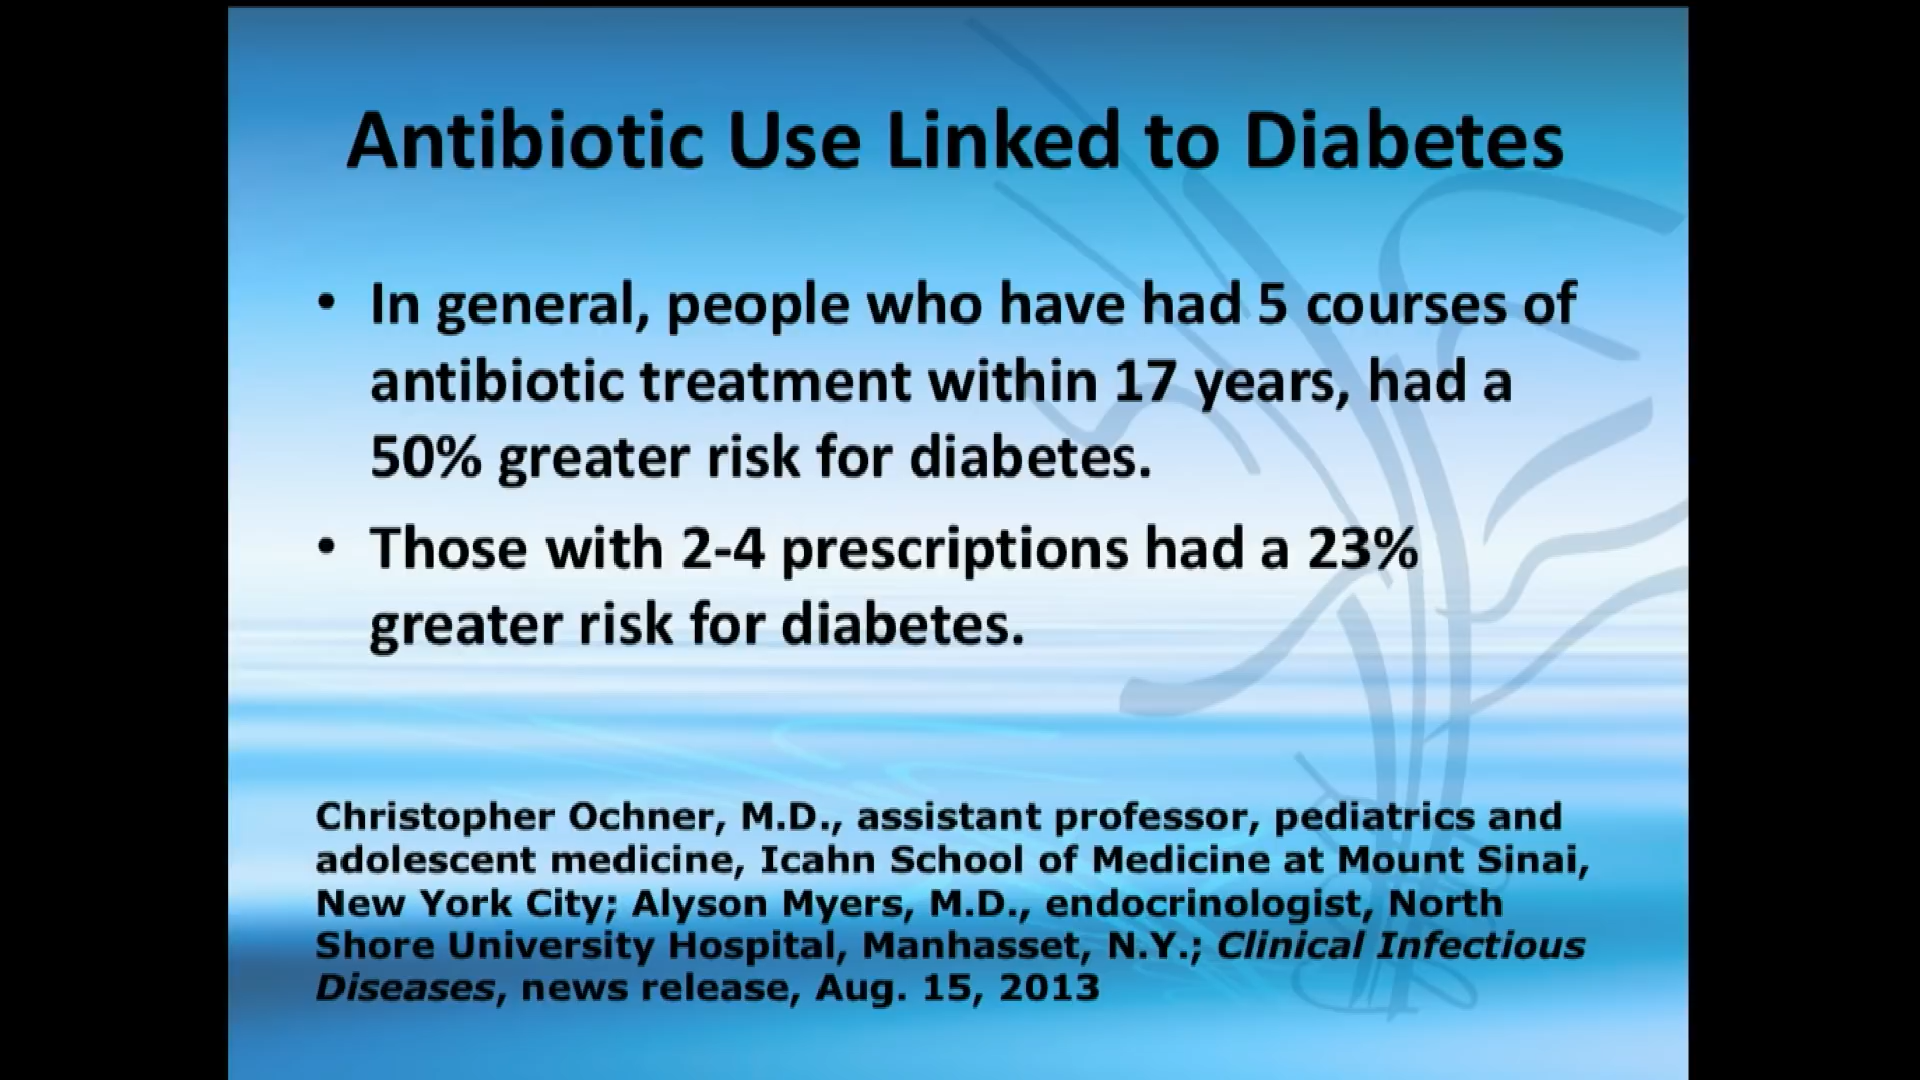 Antibiotic Use Linked to Diabetes
• In general, people who have had 5 courses of
antibiotic treatment within 17 years, had a
50% greater risk for diabetes.
• Those with 2-4 prescriptions had a 23%
greater risk for diabetes.
Christopher Ochner, M.D., assistant professor, pediatrics and
adolescent medicine, Icahn School of Medicine at Mount Sinai,
New York City; Alyson Myers, M.D., endocrinologist, North
Shore University Hospital, Manhasset, N.Y.; Clinical Infectious
Diseases, news release, Aug. 15, 2013